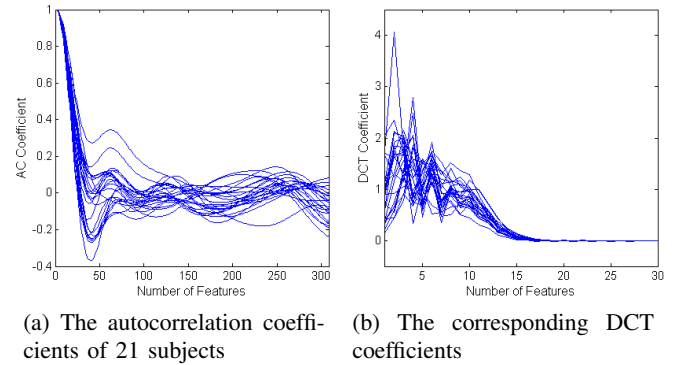 1
0.8
0.6
0.4
0.2
0
-0.2
-0.4
AC Coefficient
0 50 100 150 200 250 300
Number of Features
4
3
2
1
0
DCT Coefficient
5 10 15 20 25 30
Number of Features
(a) The autocorrelation coeffi-
cients of 21 subjects
(b) The corresponding DCT
coefficients